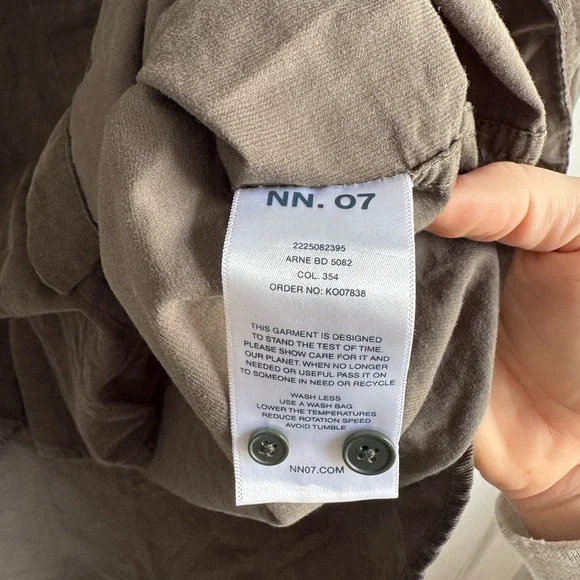 NN. 07
2225082395
ARNE BD 5082
COL. 354
ORDER NO: KO07838
THIS GARMENT IS DESIGNED
TO STAND THE TEST OF TIME.
PLEASE SHOW CARE FOR IT AND
OUR PLANET. WHEN NO LONGER
NEEDED OR USEFUL PASS IT ON
TO SOMEONE IN NEED OR RECYCLE
WASH LESS
USE A WASH BAG
LOWER THE TEMPERATURES
REDUCE ROTATION SPEED
AVOID TUMBLE
NN07.COM